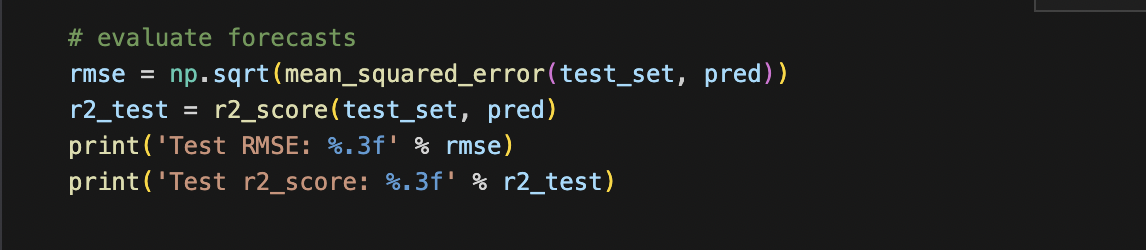 # evaluate forecasts
rmse = np.sqrt(mean_squared_error(test_set, pred))
r2_test = r2_score(test_set, pred)
print('Test RMSE: %.3f' % rmse)
print('Test r2_score: %.3f' % r2_test)